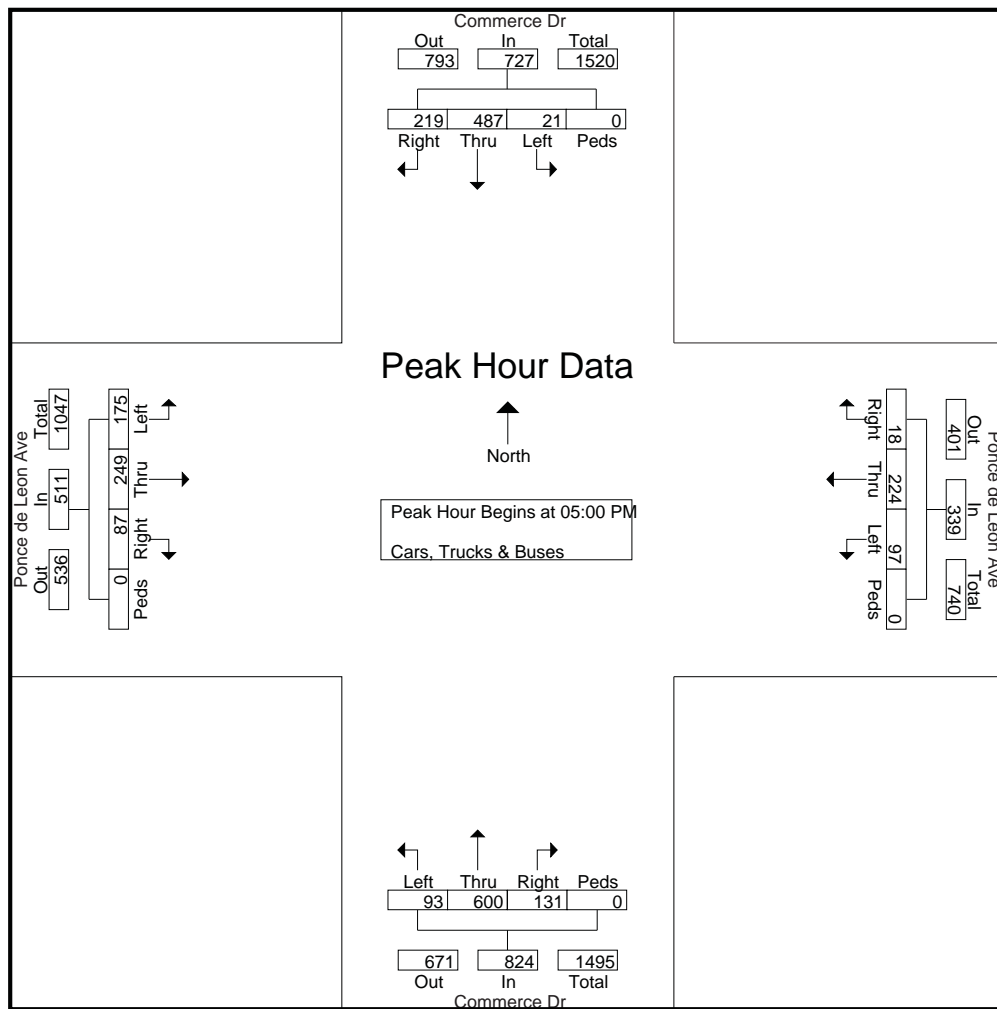 Commerce Dr
Out In Total
793 727 1520
219 487 21 0
Right Thru Left Peds
Peak Hour Data
North
Peak Hour Begins at 05:00 PM
Cars, Trucks & Buses
Ponce de Leon Ave
Out In Total
536 511 1047
0 87 249 175
Peds Right Thru Left
Ponce de Leon Ave
Out In Total
401 339 740
18 224 97 0
Right Thru Left Peds
Left Thru Right Peds
93 600 131 0
671 824 1495
Out In Total
Commerce Dr